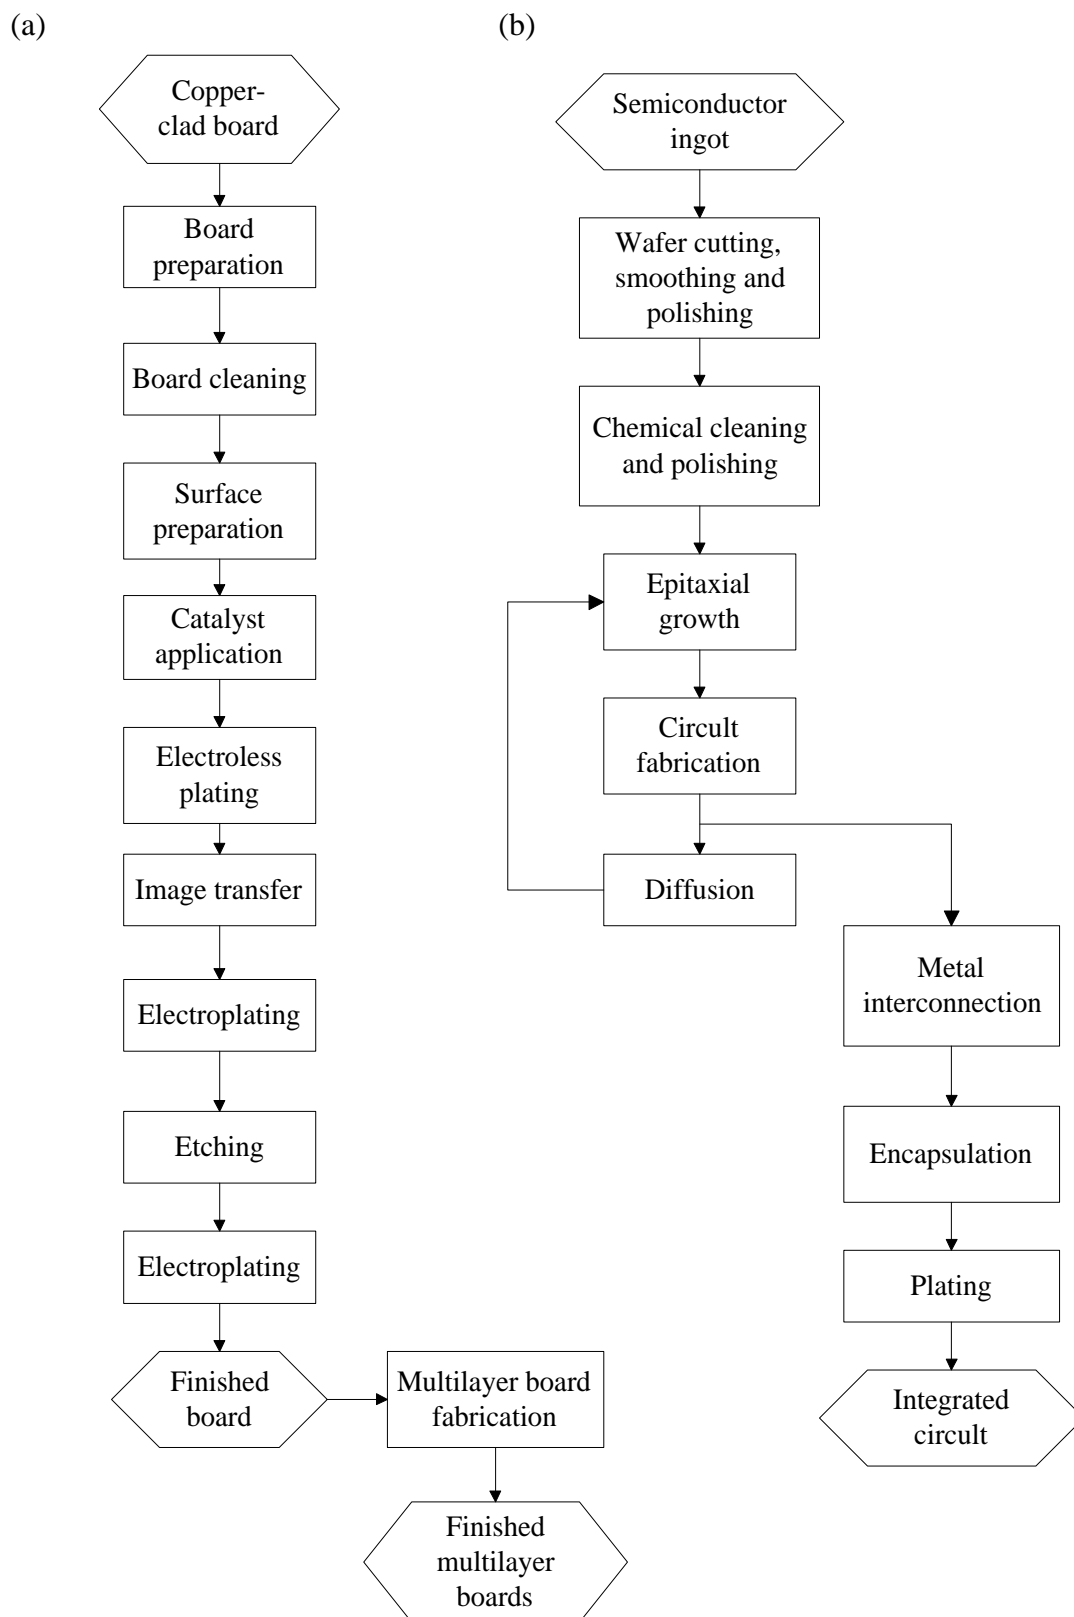 (a)
Copper-
clad board
Board
preparation
Board cleaning
Surface
preparation
Catalyst
application
Electroless
plating
Image transfer
Electroplating
Etching
Electroplating
Finished
board
Multilayer board
fabrication
Finished
multilayer
boards
(b)
Semiconductor
ingot
Wafer cutting,
smoothing and
polishing
Chemical cleaning
and polishing
Epitaxial
growth
Circult
fabrication
Diffusion
Metal
interconnection
Encapsulation
Plating
Integrated
circult